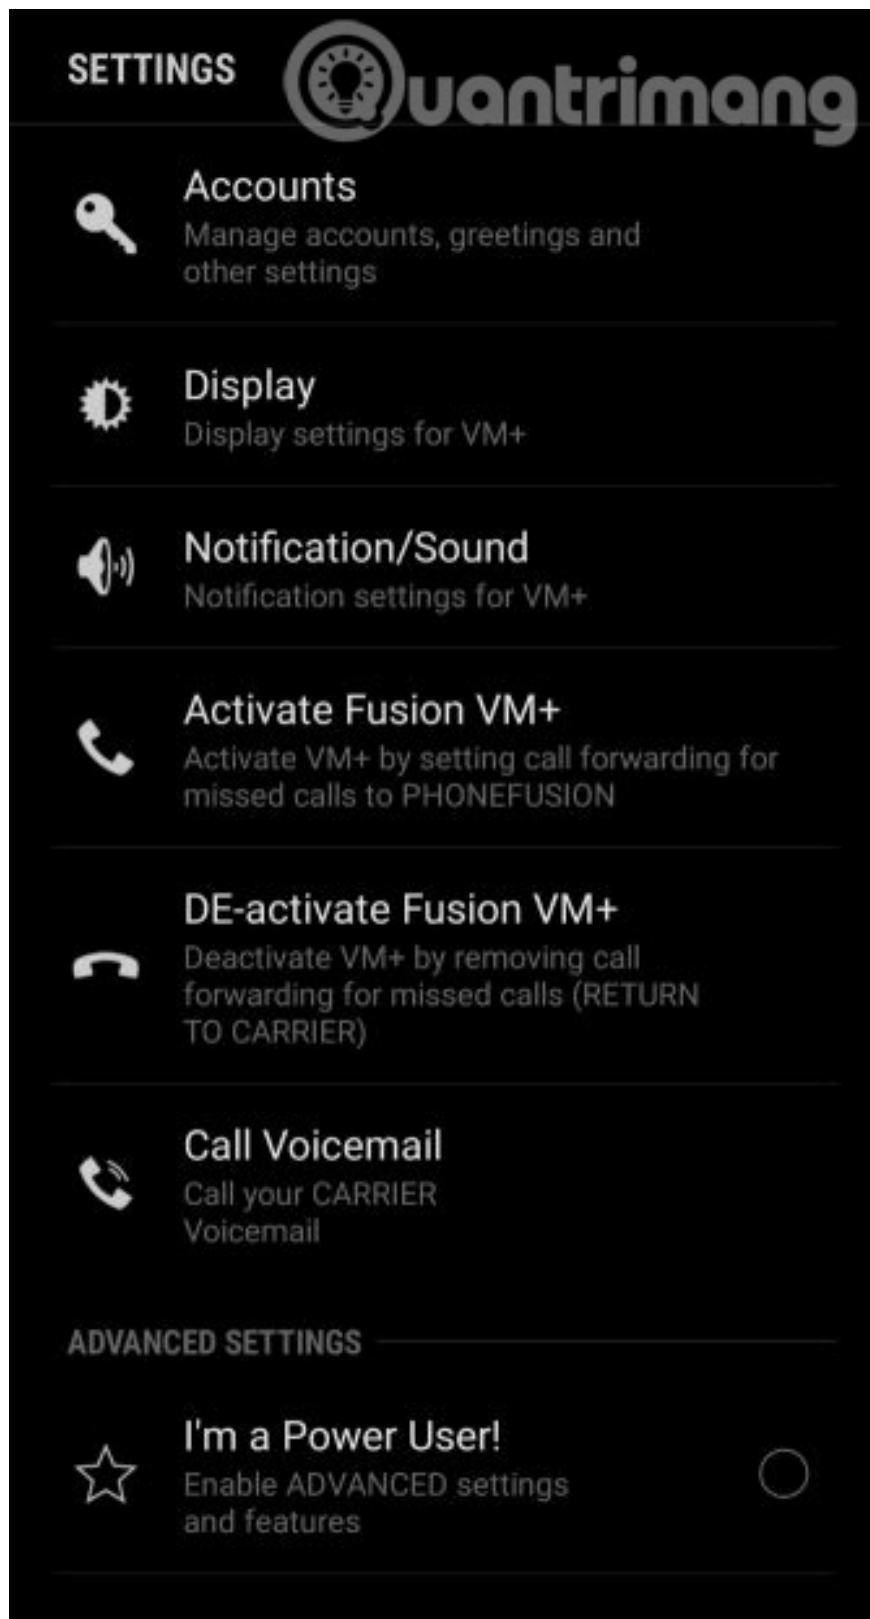 SETTINGS
Quantrimang
Accounts
Manage accounts, greetings and
other settings
Display
Display settings for VM+
Notification/Sound
Notification settings for VM+
Activate Fusion VM+
Activate VM+ by setting call forwarding for
missed calls to PHONEFUSION
DE-activate Fusion VM+
Deactivate VM+ by removing call
forwarding for missed calls (RETURN
TO CARRIER)
Call Voicemail
Call your CARRIER
Voicemail
ADVANCED SETTINGS
I'm a Power User!
Enable ADVANCED settings
and features